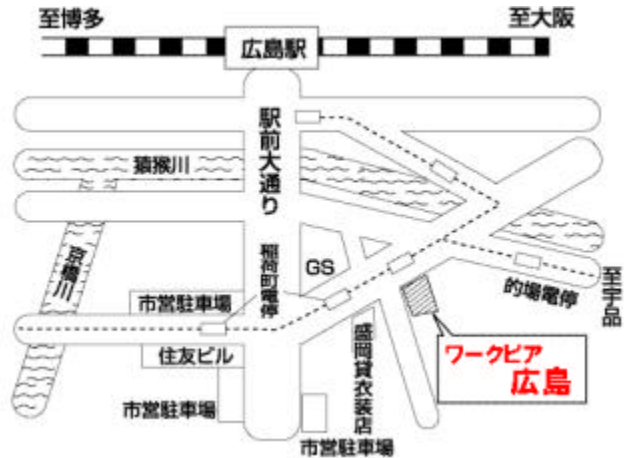 至博多
至大阪
広島駅
駅前大通り
猿猴川
京橋川
稲荷町電停
GS
市営駐車場
的場電停
至宇品
住友ビル
盛岡貸衣装店
ワークピア
広島
市営駐車場
市営駐車場